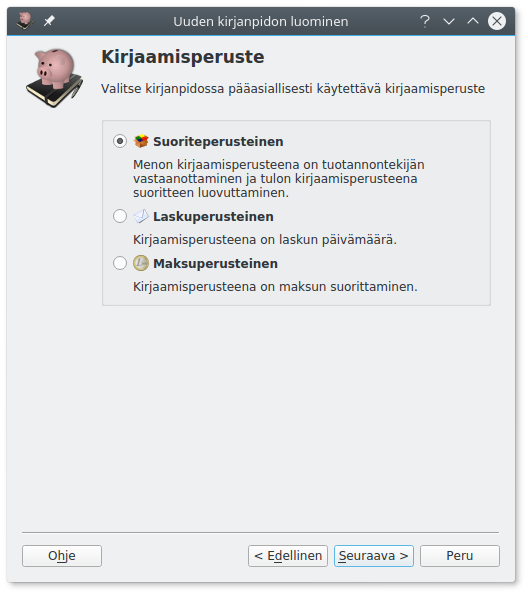 Uuden kirjanpidon luominen
Kirjaamisperuste
Valitse kirjanpidossa pääasiallisesti käytettävä kirjaamisperuste
Suoriteperusteinen
Menon kirjaamisperusteena on tuotannontekijän
vastaanottaminen ja tulon kirjaamisperusteena
suoritteen luovuttaminen.
Laskuperusteinen
Kirjaamisperusteena on laskun päivämäärä.
Maksuperusteinen
Kirjaamisperusteena on maksun suorittaminen.
Ohje
< Edellinen
Seuraava >
Peru